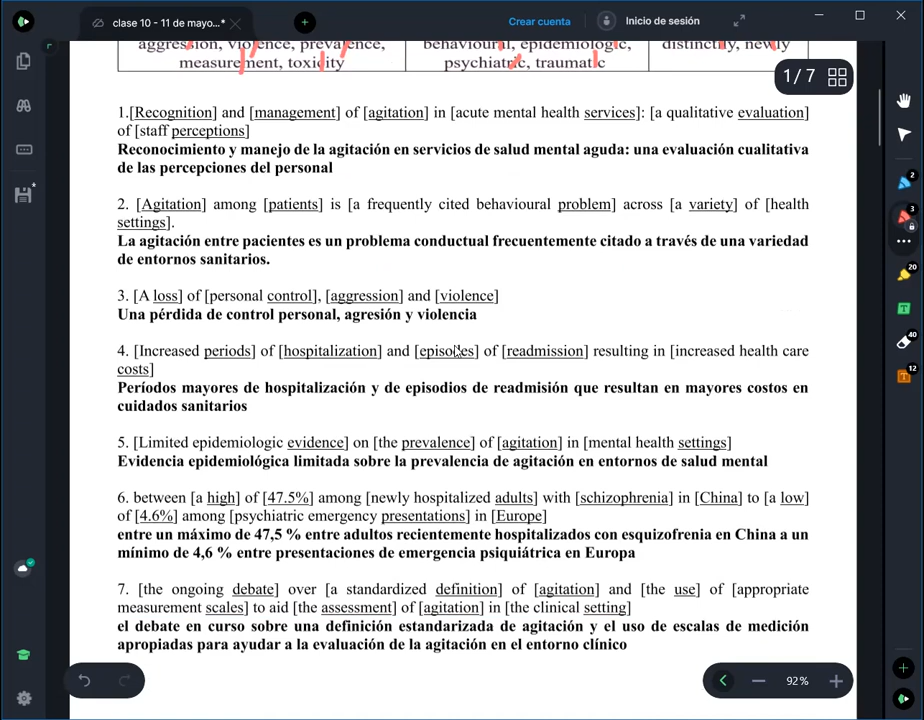 clase 10 - 11 de mayo...*
Crear cuenta
Inicio de sesión
aggression, violence, prevalence,
measurement, toxicity
behavioural, epidemiologic,
psychiatric, traumatic
distinctly, newly
1/7
1.[Recognition] and [management] of [agitation] in [acute mental health services]: [a qualitative evaluation]
of [staff perceptions]
Reconocimiento y manejo de la agitación en servicios de salud mental aguda: una evaluación cualitativa
de las percepciones del personal
2. [Agitation] among [patients] is [a frequently cited behavioural problem] across [a variety] of [health
settings].
La agitación entre pacientes es un problema conductual frecuentemente citado a través de una variedad
de entornos sanitarios.
3. [A loss] of [personal control], [aggression] and [violence]
Una pérdida de control personal, agresión y violencia
4. [Increased periods] of [hospitalization] and [episodes] of [readmission] resulting in [increased health care
costs]
Períodos mayores de hospitalización y de episodios de readmisión que resultan en mayores costos en
cuidados sanitarios
5. [Limited epidemiologic evidence] on [the prevalence] of [agitation] in [mental health settings]
Evidencia epidemiológica limitada sobre la prevalencia de agitación en entornos de salud mental
6. between [a high] of [47.5%] among [newly hospitalized adults] with [schizophrenia] in [China] to [a low]
of [4.6%] among [psychiatric emergency presentations] in [Europe]
entre un máximo de 47,5 % entre adultos recientemente hospitalizados con esquizofrenia en China a un
mínimo de 4,6 % entre presentaciones de emergencia psiquiátrica en Europa
7. [the ongoing debate] over [a standardized definition] of [agitation] and [the use] of [appropriate
measurement scales] to aid [the assessment] of [agitation] in [the clinical setting]
el debate en curso sobre una definición estandarizada de agitación y el uso de escalas de medición
apropiadas para ayudar a la evaluación de la agitación en el entorno clínico
2
3
20
40
12
92%